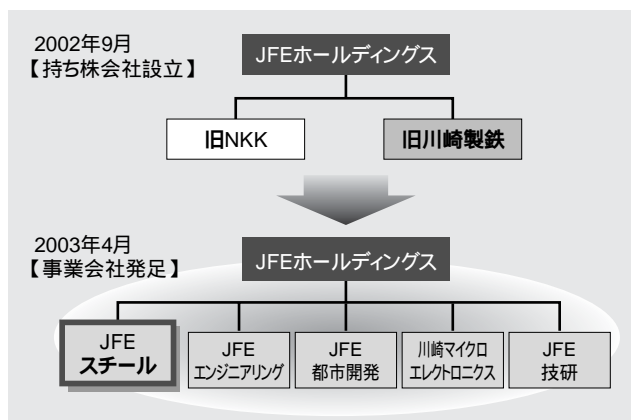 2002年9月
【持ち株会社設立】
JFEホールディングス
旧NKK
旧川崎製鉄
2003年4月
【事業会社発足】
JFEホールディングス
JFE
スチール
JFE
エンジニアリング
JFE
都市開発
川崎マイクロ
エレクトロニクス
JFE
技研